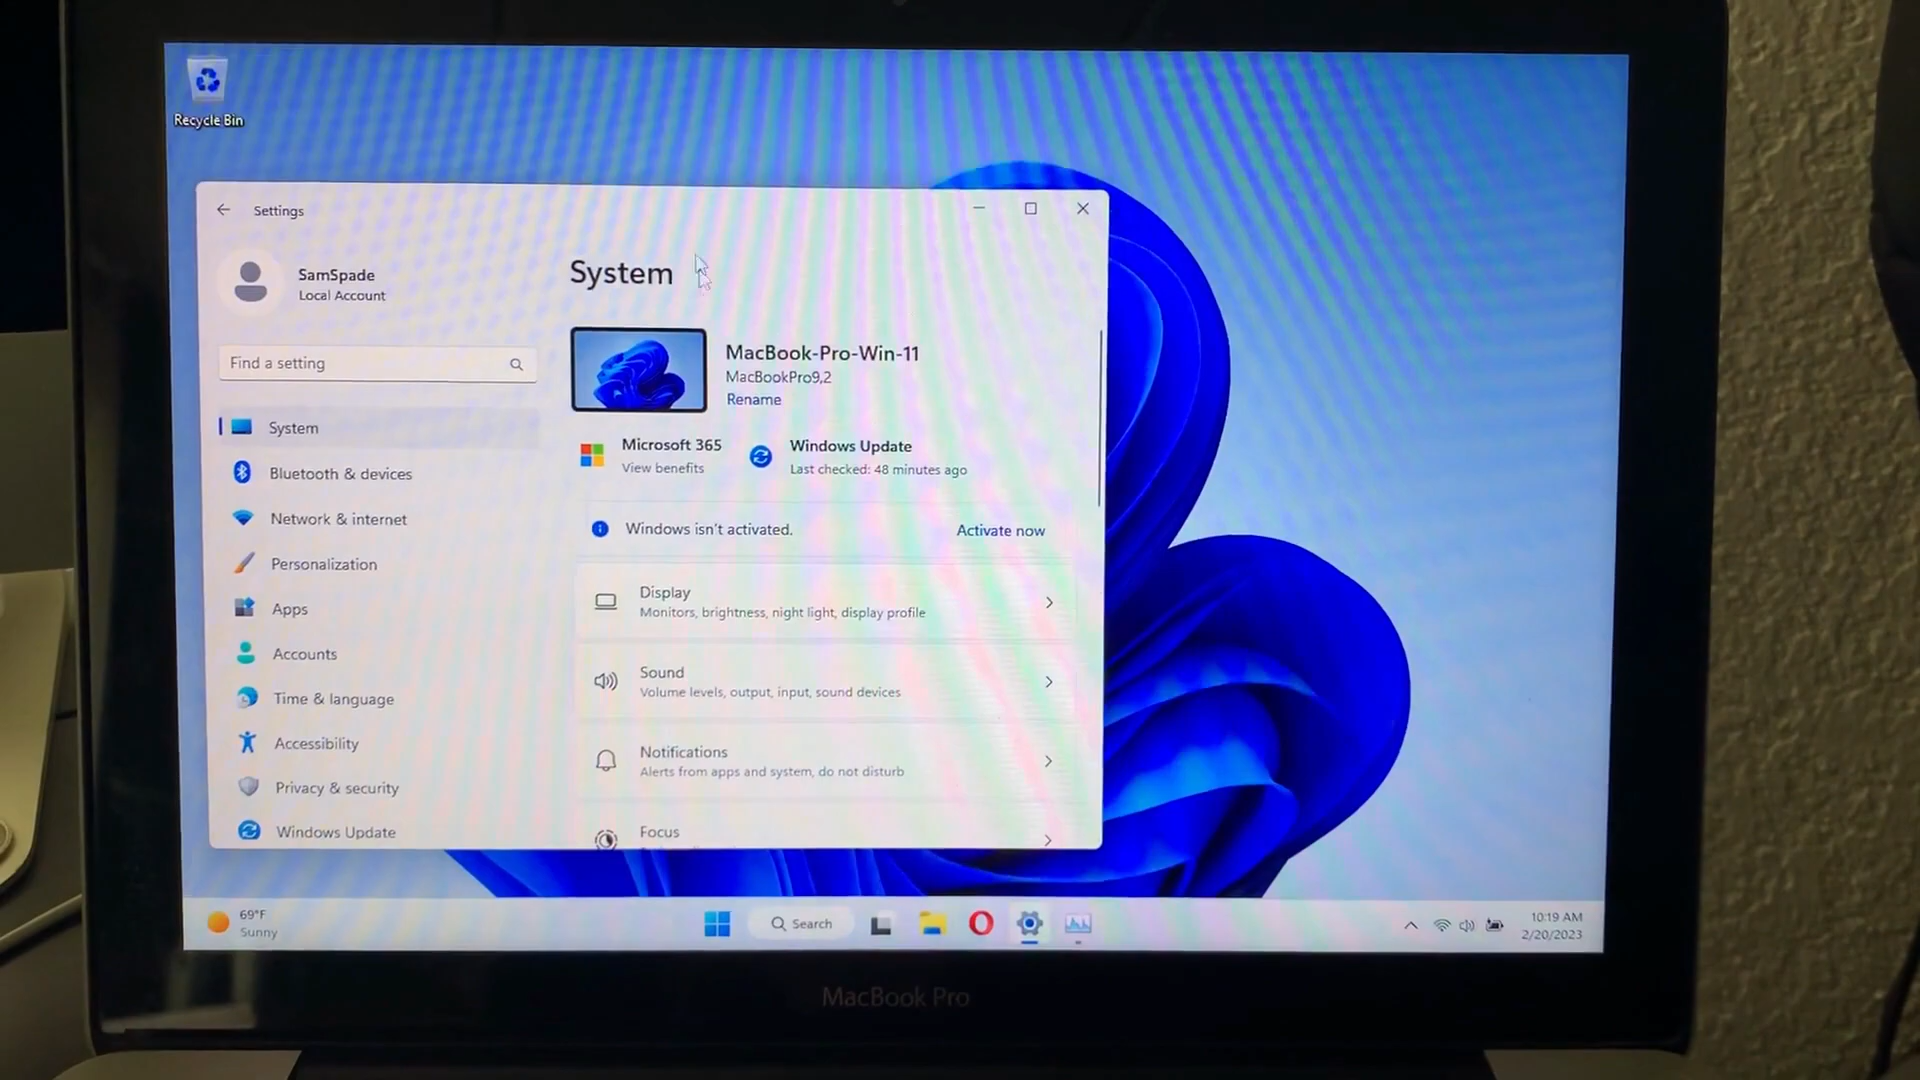 Recycle Bin
Settings
SamSpade
Local Account
Find a setting
System
Bluetooth & devices
Network & internet
Personalization
Apps
Accounts
Time & language
Accessibility
Privacy & security
Windows Update
System
MacBook-Pro-Win-11
MacBookPro9,2
Rename
Microsoft 365
View benefits
Windows Update
Last checked: 48 minutes ago
Windows isn't activated.
Activate now
Display
Monitors, brightness, night light, display profile
Sound
Volume levels, output, input, sound devices
Notifications
Alerts from apps and system, do not disturb
Focus
69°F
Sunny
Search
10:19 AM
2/20/2023
MacBook Pro